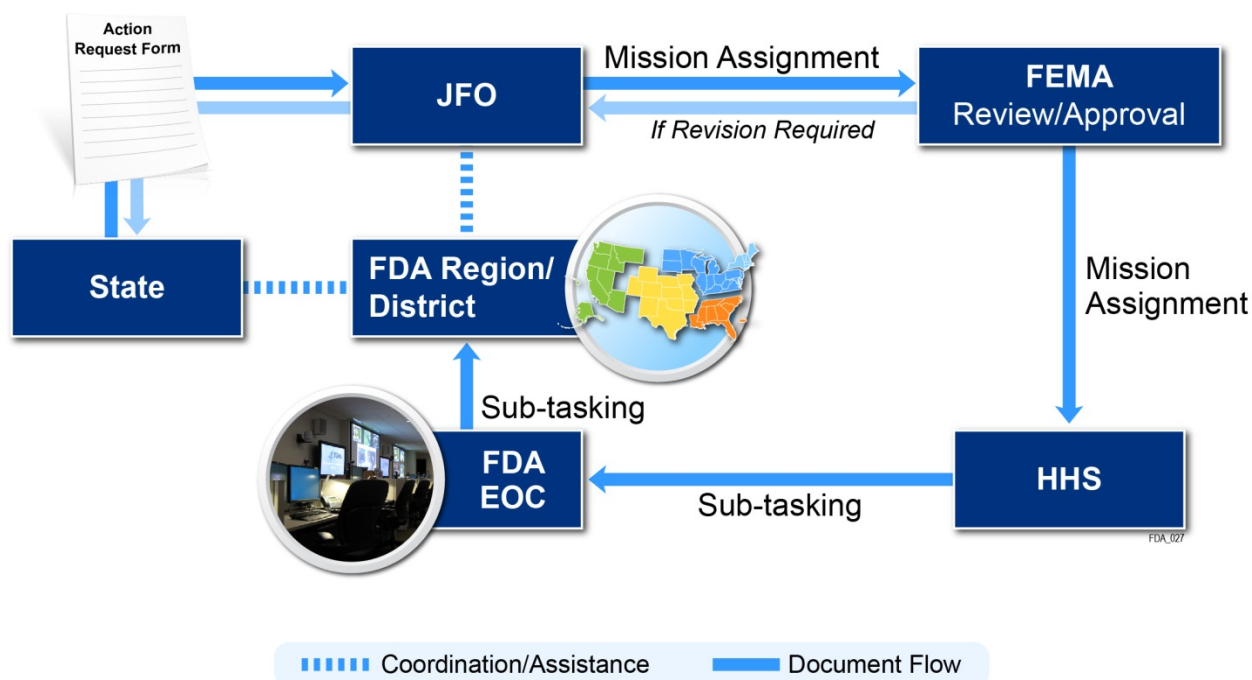 Action
Request Form
JFO
Mission Assignment
If Revision Required
FEMA
Review/Approval
State
FDA Region/
District
Mission
Assignment
Sub-tasking
FDA
EOC
Sub-tasking
HHS
FDA_027
Coordination/Assistance
Document Flow